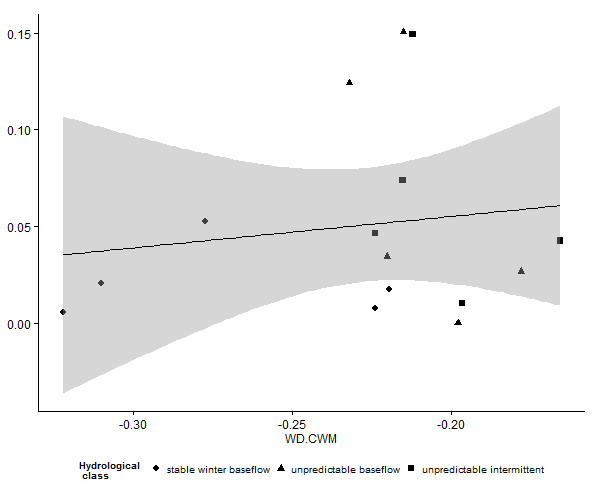 0.15
0.10
0.05
0.00
-0.30 -0.25 -0.20
WD.CWM
Hydrological
class
stable winter baseflow unpredictable baseflow unpredictable intermittent